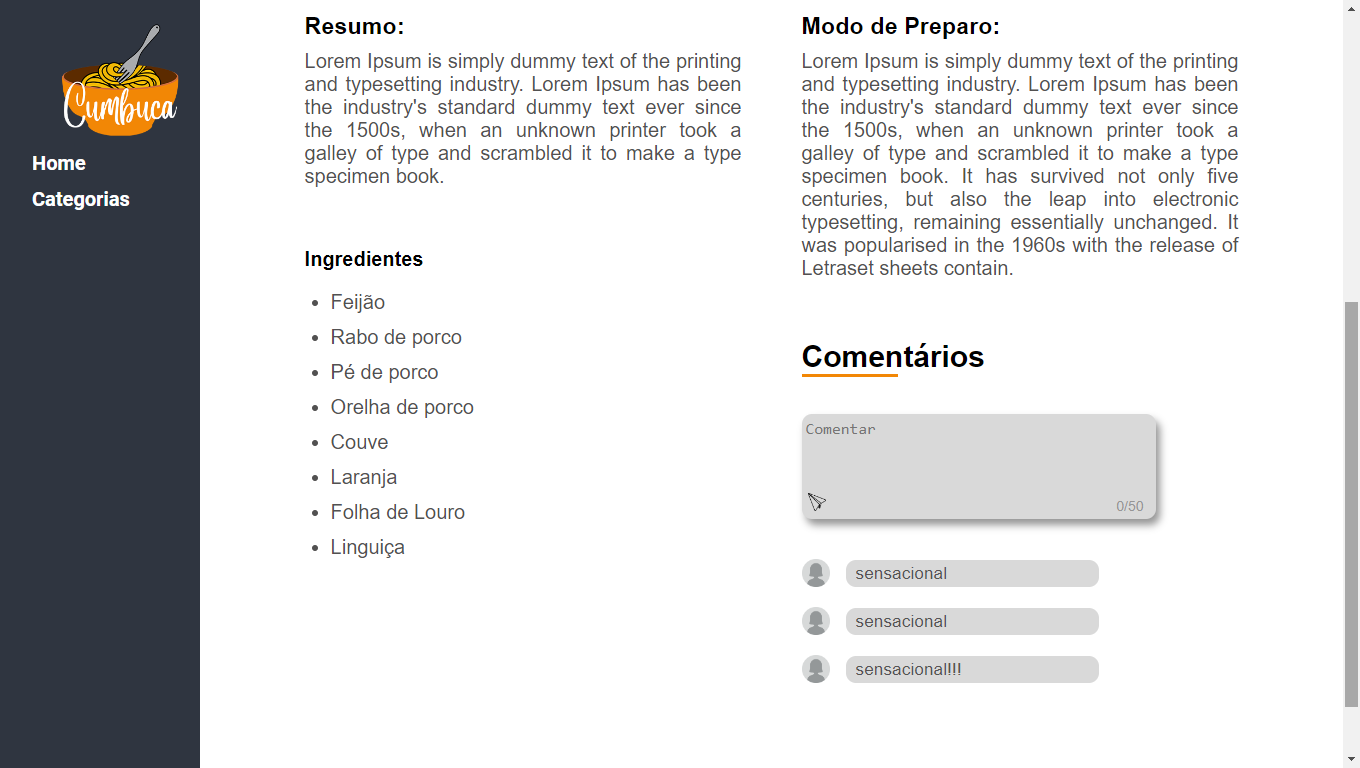 Cumbuca
Home
Categorias
Resumo:
Lorem Ipsum is simply dummy text of the printing
and typesetting industry. Lorem Ipsum has been
the industry's standard dummy text ever since
the 1500s, when an unknown printer took a
galley of type and scrambled it to make a type
specimen book.
Ingredientes
• Feijão
• Rabo de porco
• Pé de porco
• Orelha de porco
• Couve
• Laranja
• Folha de Louro
• Linguiça
Modo de Preparo:
Lorem Ipsum is simply dummy text of the printing
and typesetting industry. Lorem Ipsum has been
the industry's standard dummy text ever since
the 1500s, when an unknown printer took a
galley of type and scrambled it to make a type
specimen book. It has survived not only five
centuries, but also the leap into electronic
typesetting, remaining essentially unchanged. It
was popularised in the 1960s with the release of
Letraset sheets contain.
Comentários
Comentar
0/50
sensacional
sensacional
sensacional!!!